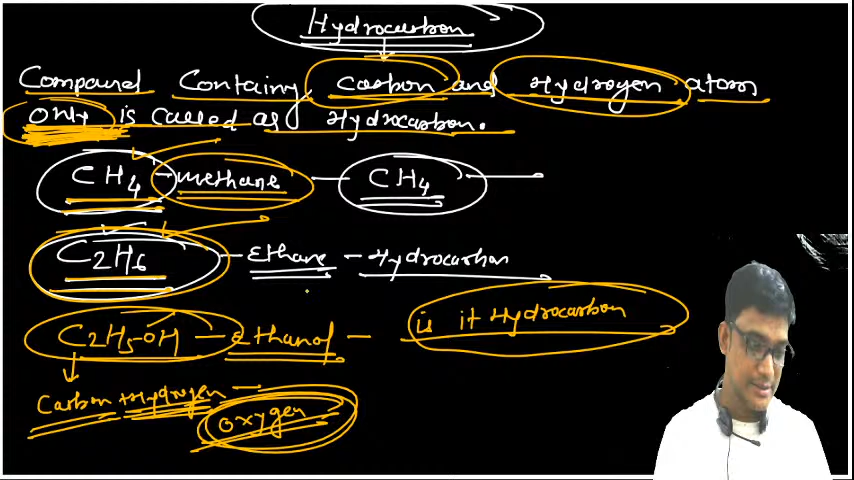 Hydrocarbon
Compound Containg Carbon and Hydrogen atom
only is called as Hydrocarbon.
CH4 - methane - CH4 -
C2H6 - Ethane - Hydrocarbon
C2H5-OH - Ethanol - is it Hydrocarbon
Carbon + Hydrogen -
oxygen